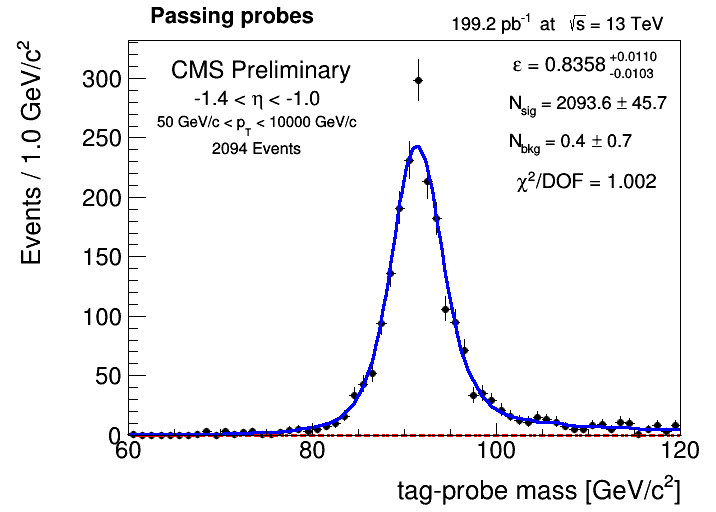 Passing probes
199.2 pb⁻¹ at √s = 13 TeV
CMS Preliminary
-1.4 < η < -1.0
50 GeV/c < p_T < 10000 GeV/c
2094 Events
ε = 0.8358 +0.0110 -0.0103
N_sig = 2093.6 ± 45.7
N_bkg = 0.4 ± 0.7
χ²/DOF = 1.002
Events / 1.0 GeV/c²
300
250
200
150
100
50
0
60 80 100 120
tag-probe mass [GeV/c²]